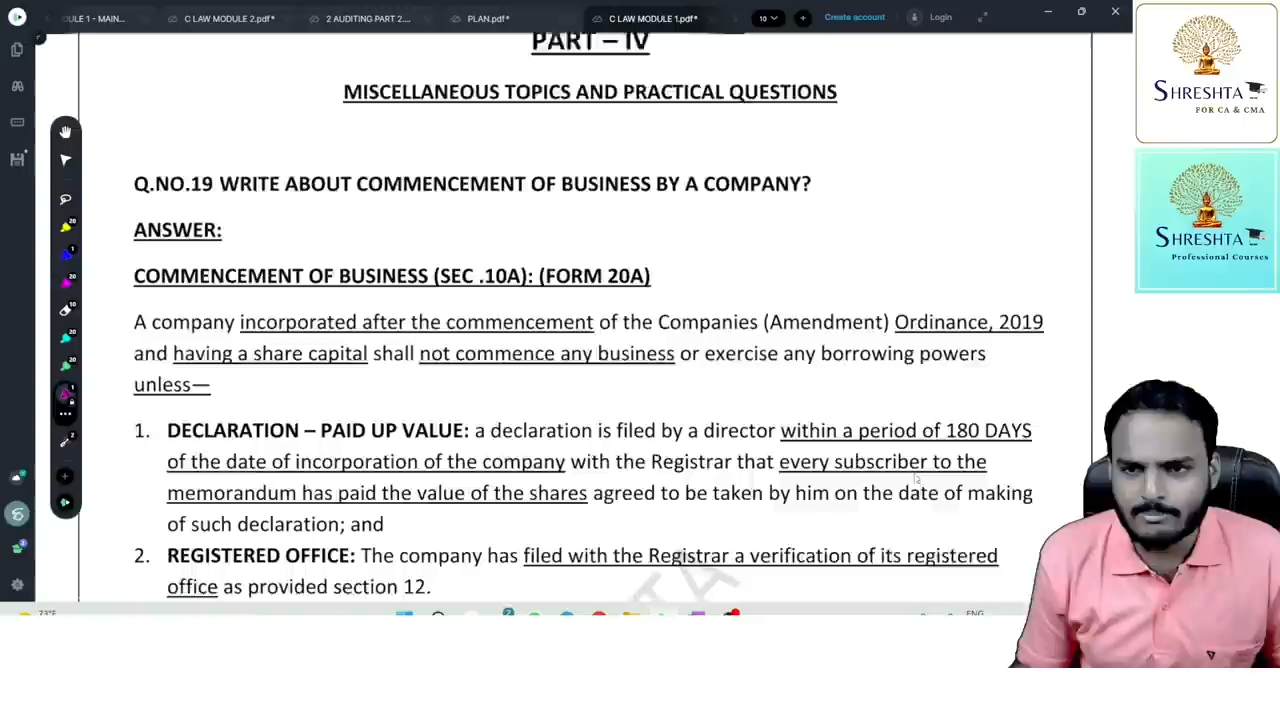 ULE 1 - MAIN...
C LAW MODULE 2.pdf*
2 AUDITING PART 2....
PLAN.pdf*
C LAW MODULE 1.pdf*
10
Create account
Login
SHRESHTA
FOR CA & CMA
SHRESHTA
Professional Courses
PART – IV
MISCELLANEOUS TOPICS AND PRACTICAL QUESTIONS
Q.NO.19 WRITE ABOUT COMMENCEMENT OF BUSINESS BY A COMPANY?
ANSWER:
COMMENCEMENT OF BUSINESS (SEC .10A): (FORM 20A)
A company incorporated after the commencement of the Companies (Amendment) Ordinance, 2019
and having a share capital shall not commence any business or exercise any borrowing powers
unless—
1. DECLARATION – PAID UP VALUE: a declaration is filed by a director within a period of 180 DAYS
of the date of incorporation of the company with the Registrar that every subscriber to the
memorandum has paid the value of the shares agreed to be taken by him on the date of making
of such declaration; and
2. REGISTERED OFFICE: The company has filed with the Registrar a verification of its registered
office as provided section 12.
73°F
ENG